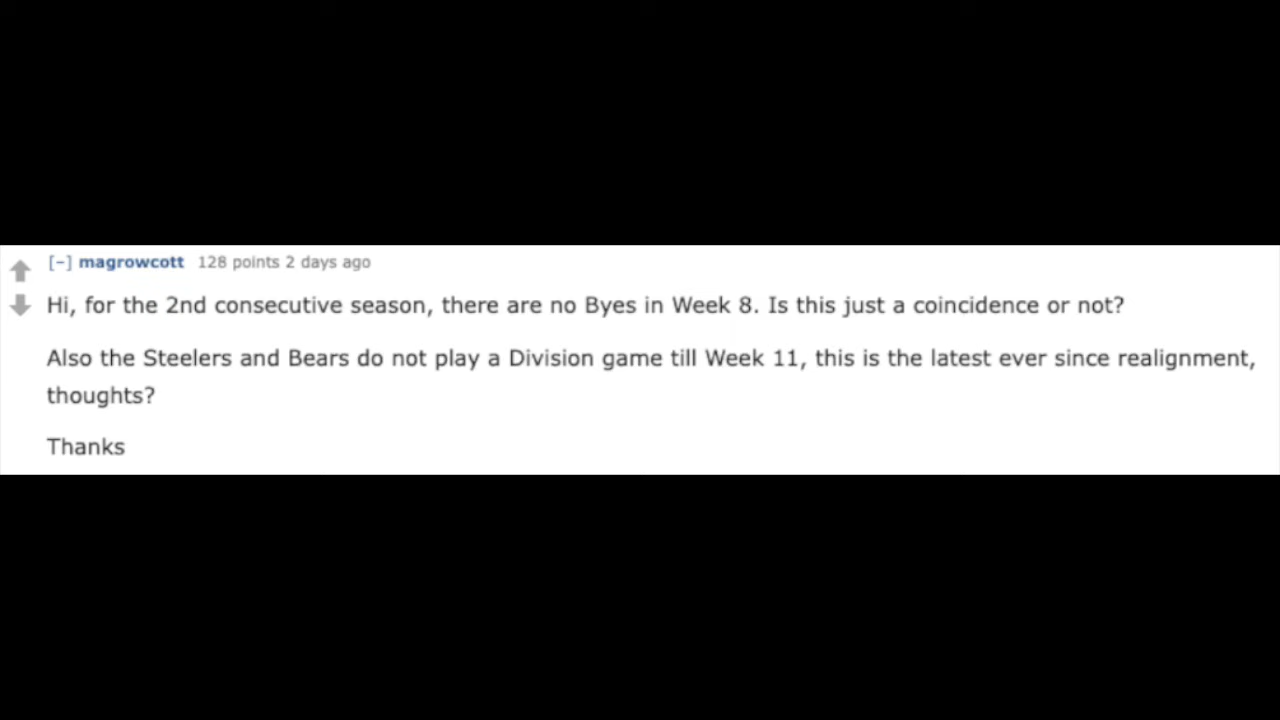 [−] magrowcott 128 points 2 days ago
Hi, for the 2nd consecutive season, there are no Byes in Week 8. Is this just a coincidence or not?
Also the Steelers and Bears do not play a Division game till Week 11, this is the latest ever since realignment,
thoughts?
Thanks